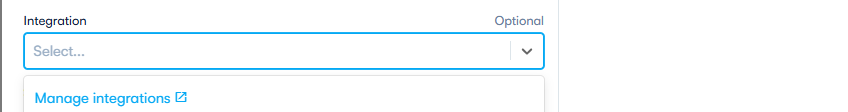 Integration Optional
Select...
Manage integrations